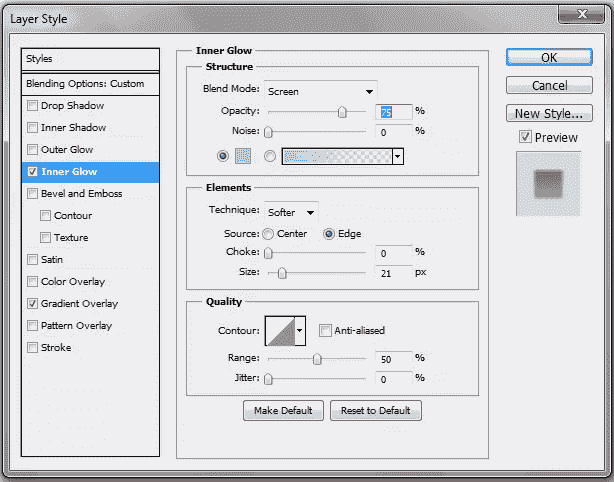 Layer Style
Styles
Blending Options: Custom
Drop Shadow
Inner Shadow
Outer Glow
Inner Glow
Bevel and Emboss
Contour
Texture
Satin
Color Overlay
Gradient Overlay
Pattern Overlay
Stroke
Inner Glow
Structure
Blend Mode: Screen
Opacity: 75 %
Noise: 0 %
Elements
Technique: Softer
Source: Center Edge
Choke: 0 %
Size: 21 px
Quality
Contour: Anti-aliased
Range: 50 %
Jitter: 0 %
Make Default Reset to Default
OK
Cancel
New Style...
Preview